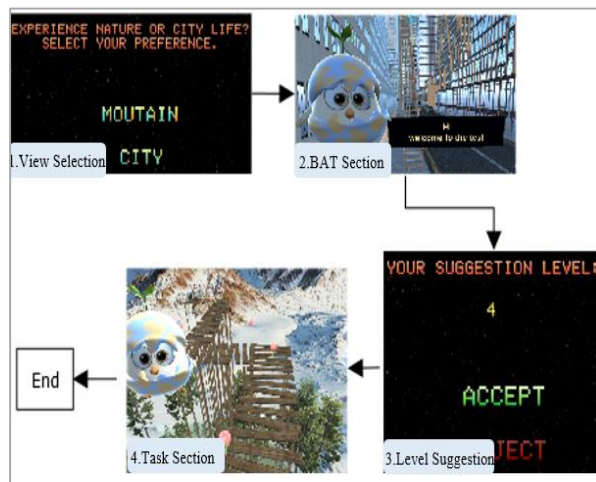 EXPERIENCE NATURE OR CITY LIFE?
SELECT YOUR PREFERENCE.
MOUTAIN
CITY
1.View Selection
Hi
welcome to the test
2.BAT Section
YOUR SUGGESTION LEVEL:
4
ACCEPT
JECT
3.Level Suggestion
4.Task Section
End